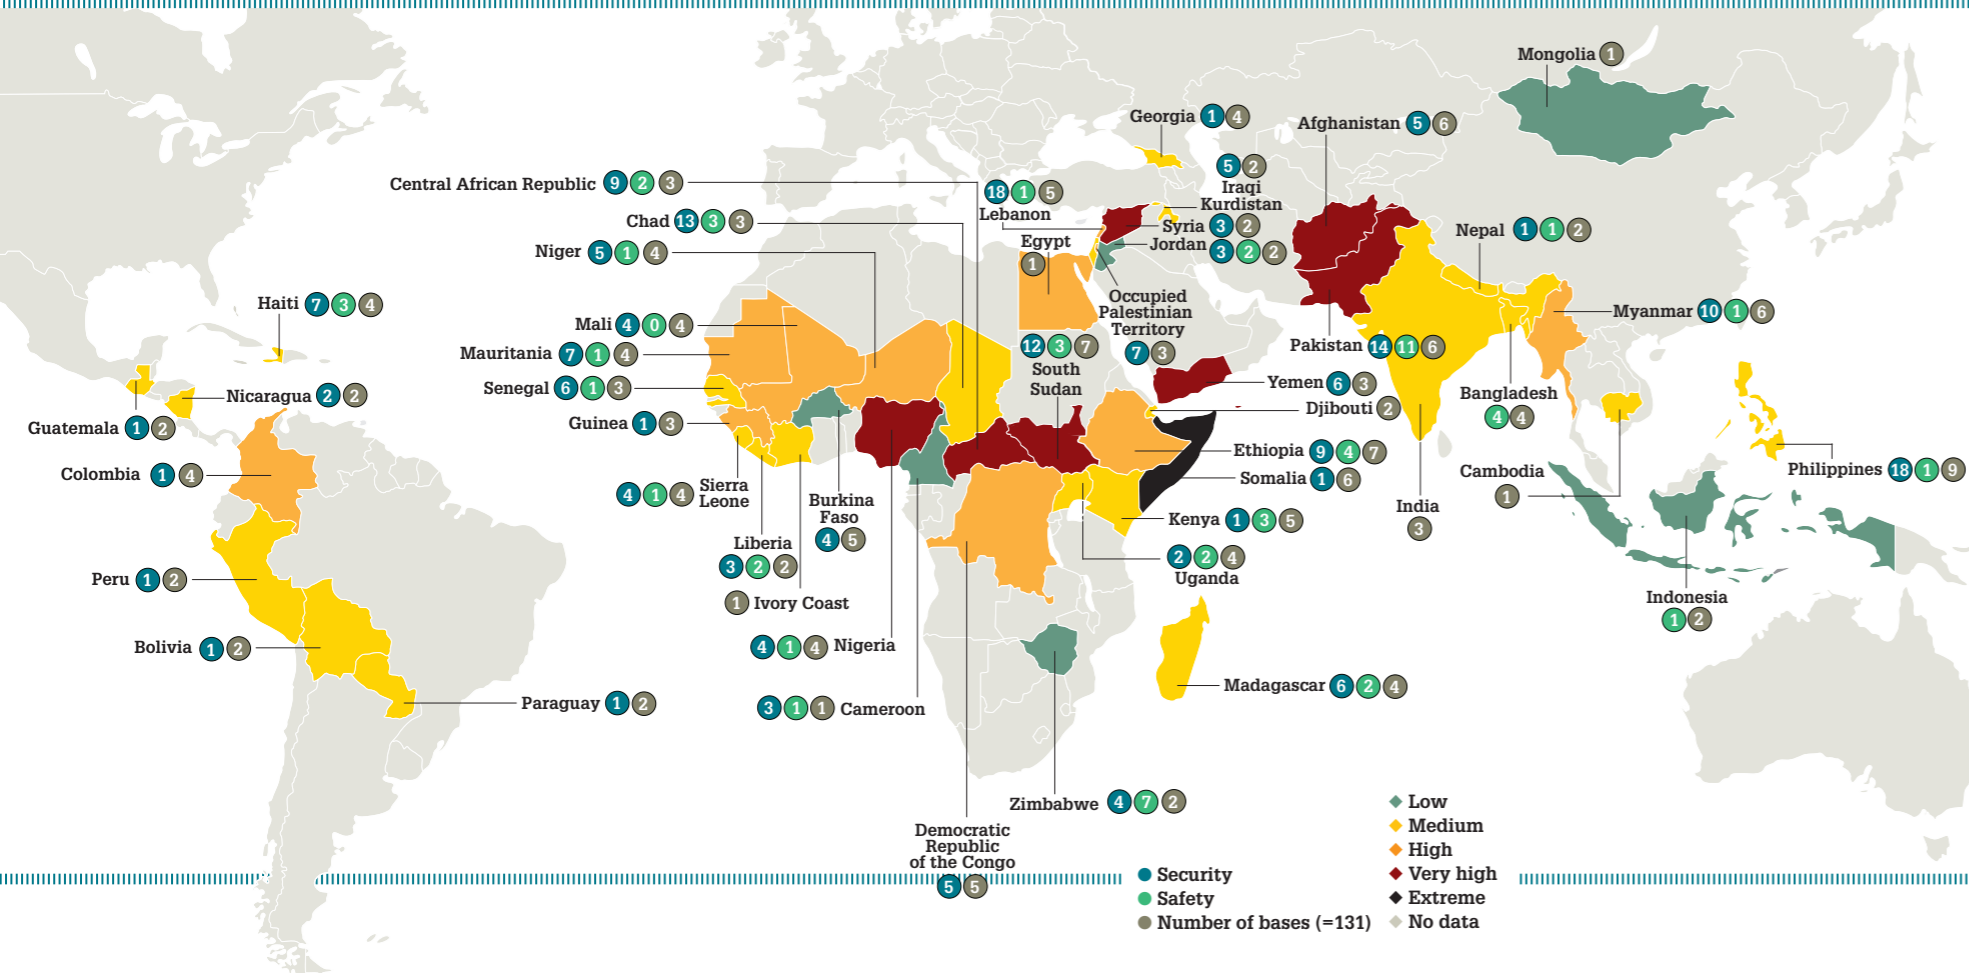 Mongolia 1
Georgia 1 4
Afghanistan 5 6
5 2
Iraqi
Kurdistan
Central African Republic 9 2 3
18 1 5
Lebanon
Chad 13 3 3
Syria 3 2
Nepal 1 1 2
Egypt
1
Jordan 3 2 2
Niger 5 1 4
Occupied
Palestinian
Territory
7 3
Haiti 7 3 4
Myanmar 10 1 6
Mali 4 0 4
12 3 7
South
Sudan
Pakistan 14 11 6
Mauritania 7 1 4
Senegal 6 1 3
Yemen 6 3
Bangladesh
4 4
Nicaragua 2 2
Djibouti 2
Guatemala 1 2
Guinea 1 3
Ethiopia 9 4 7
Colombia 1 4
Somalia 1 6
Cambodia
1
Philippines 18 1 9
4 1 4 Sierra
Leone
Burkina
Faso
4 5
India
3
Kenya 1 3 5
Liberia
3 2 2
2 2 4
Uganda
Peru 1 2
1 Ivory Coast
Indonesia
1 2
Bolivia 1 2
4 1 4 Nigeria
Madagascar 6 2 4
Paraguay 1 2
3 1 1 Cameroon
Zimbabwe 4 7 2
Democratic
Republic
of the Congo
5 5
Security
Safety
Number of bases (=131)
Low
Medium
High
Very high
Extreme
No data